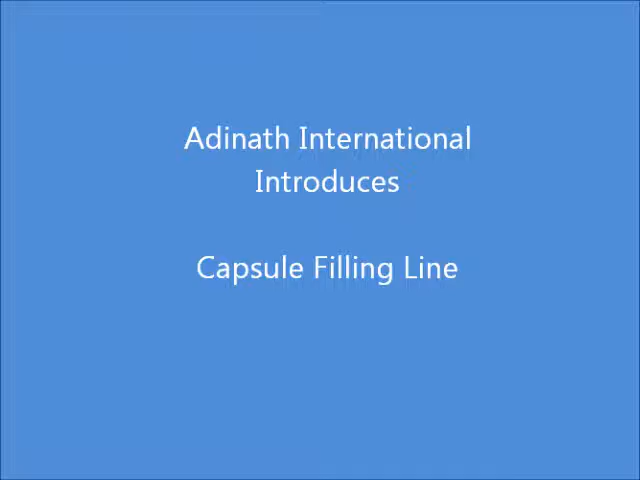 Adinath International
Introduces
Capsule Filling Line